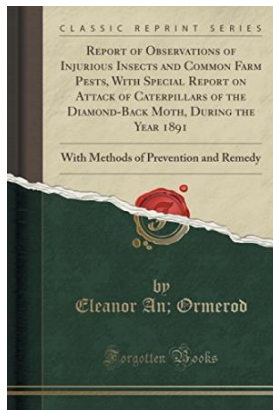 CLASSIC REPRINT SERIES
REPORT OF OBSERVATIONS OF
INJURIOUS INSECTS AND COMMON FARM
PESTS, WITH SPECIAL REPORT ON
ATTACK OF CATERPILLARS OF THE
DIAMOND-BACK MOTH, DURING THE
YEAR 1891
With Methods of Prevention and Remedy
by
Eleanor An; Ormerod
Forgotten Books